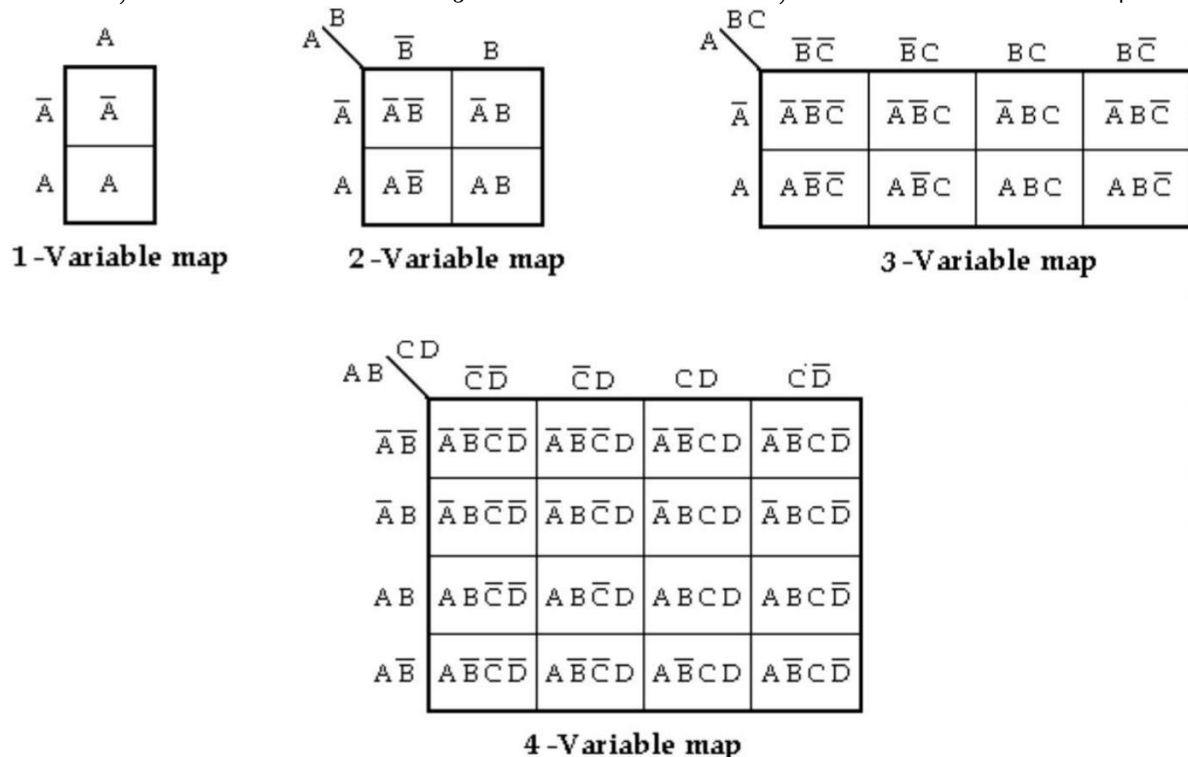 A
A̅ A̅
A A
1-Variable map
B
A B̅ B
A̅ A̅B̅ A̅B
A AB̅ AB
2-Variable map
BC
A B̅C̅ B̅C BC BC̅
A̅ A̅B̅C̅ A̅B̅C A̅BC A̅BC̅
A AB̅C̅ AB̅C ABC ABC̅
3-Variable map
CD
AB C̅D̅ C̅D CD CD̅
A̅B̅ A̅B̅C̅D̅ A̅B̅C̅D A̅B̅CD A̅B̅CD̅
A̅B A̅BC̅D̅ A̅BC̅D A̅BCD A̅BCD̅
AB ABC̅D̅ ABC̅D ABCD ABCD̅
AB̅ AB̅C̅D̅ AB̅C̅D AB̅CD AB̅CD̅
4-Variable map